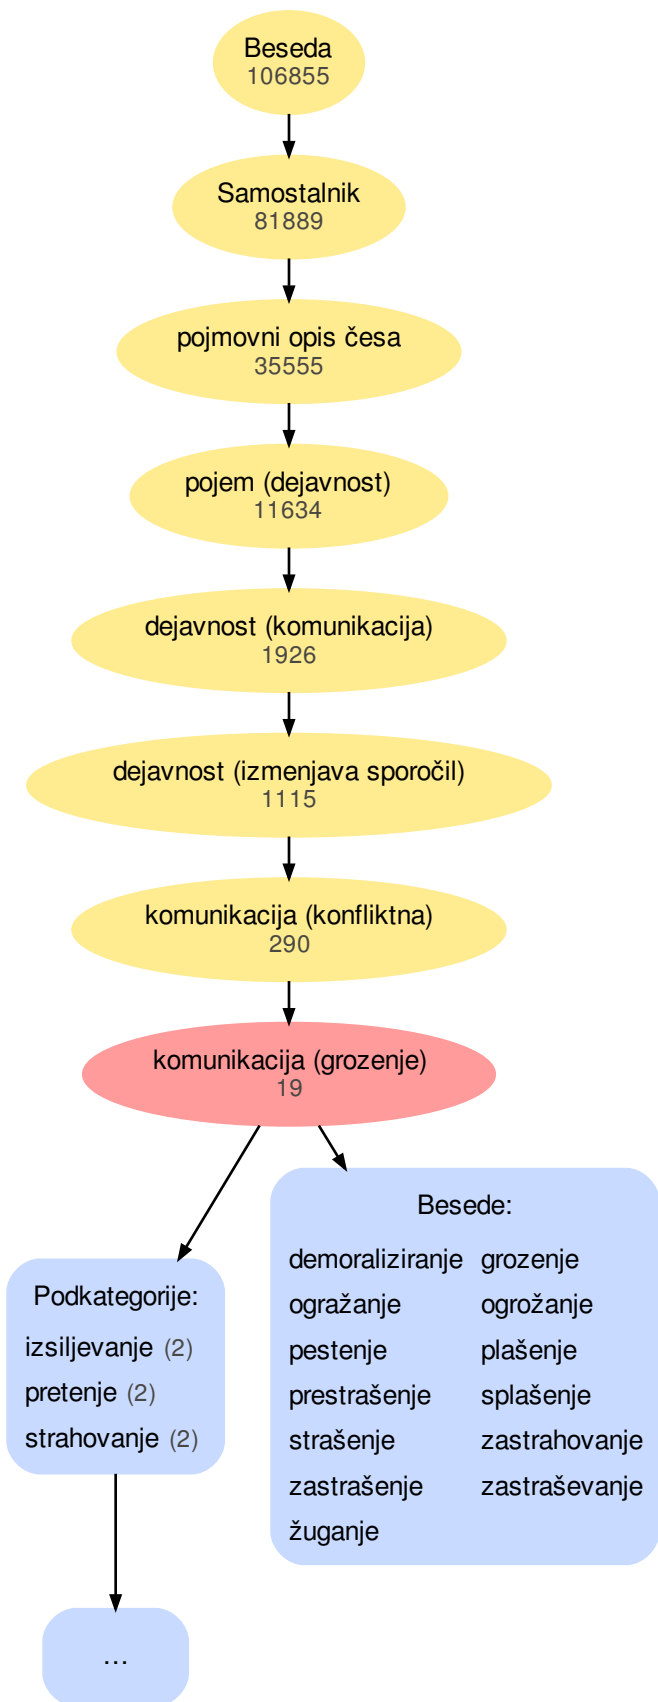 Beseda
106855
Samostalnik
81889
pojmovni opis česa
35555
pojem (dejavnost)
11634
dejavnost (komunikacija)
1926
dejavnost (izmenjava sporočil)
1115
komunikacija (konfliktna)
290
komunikacija (grozenje)
19
Besede:
demoraliziranje grozenje
ogražanje ogrožanje
pestenje plašenje
prestrašenje splašenje
strašenje zastrahovanje
zastrašenje zastraševanje
žuganje
Podkategorije:
izsiljevanje (2)
pretenje (2)
strahovanje (2)
...